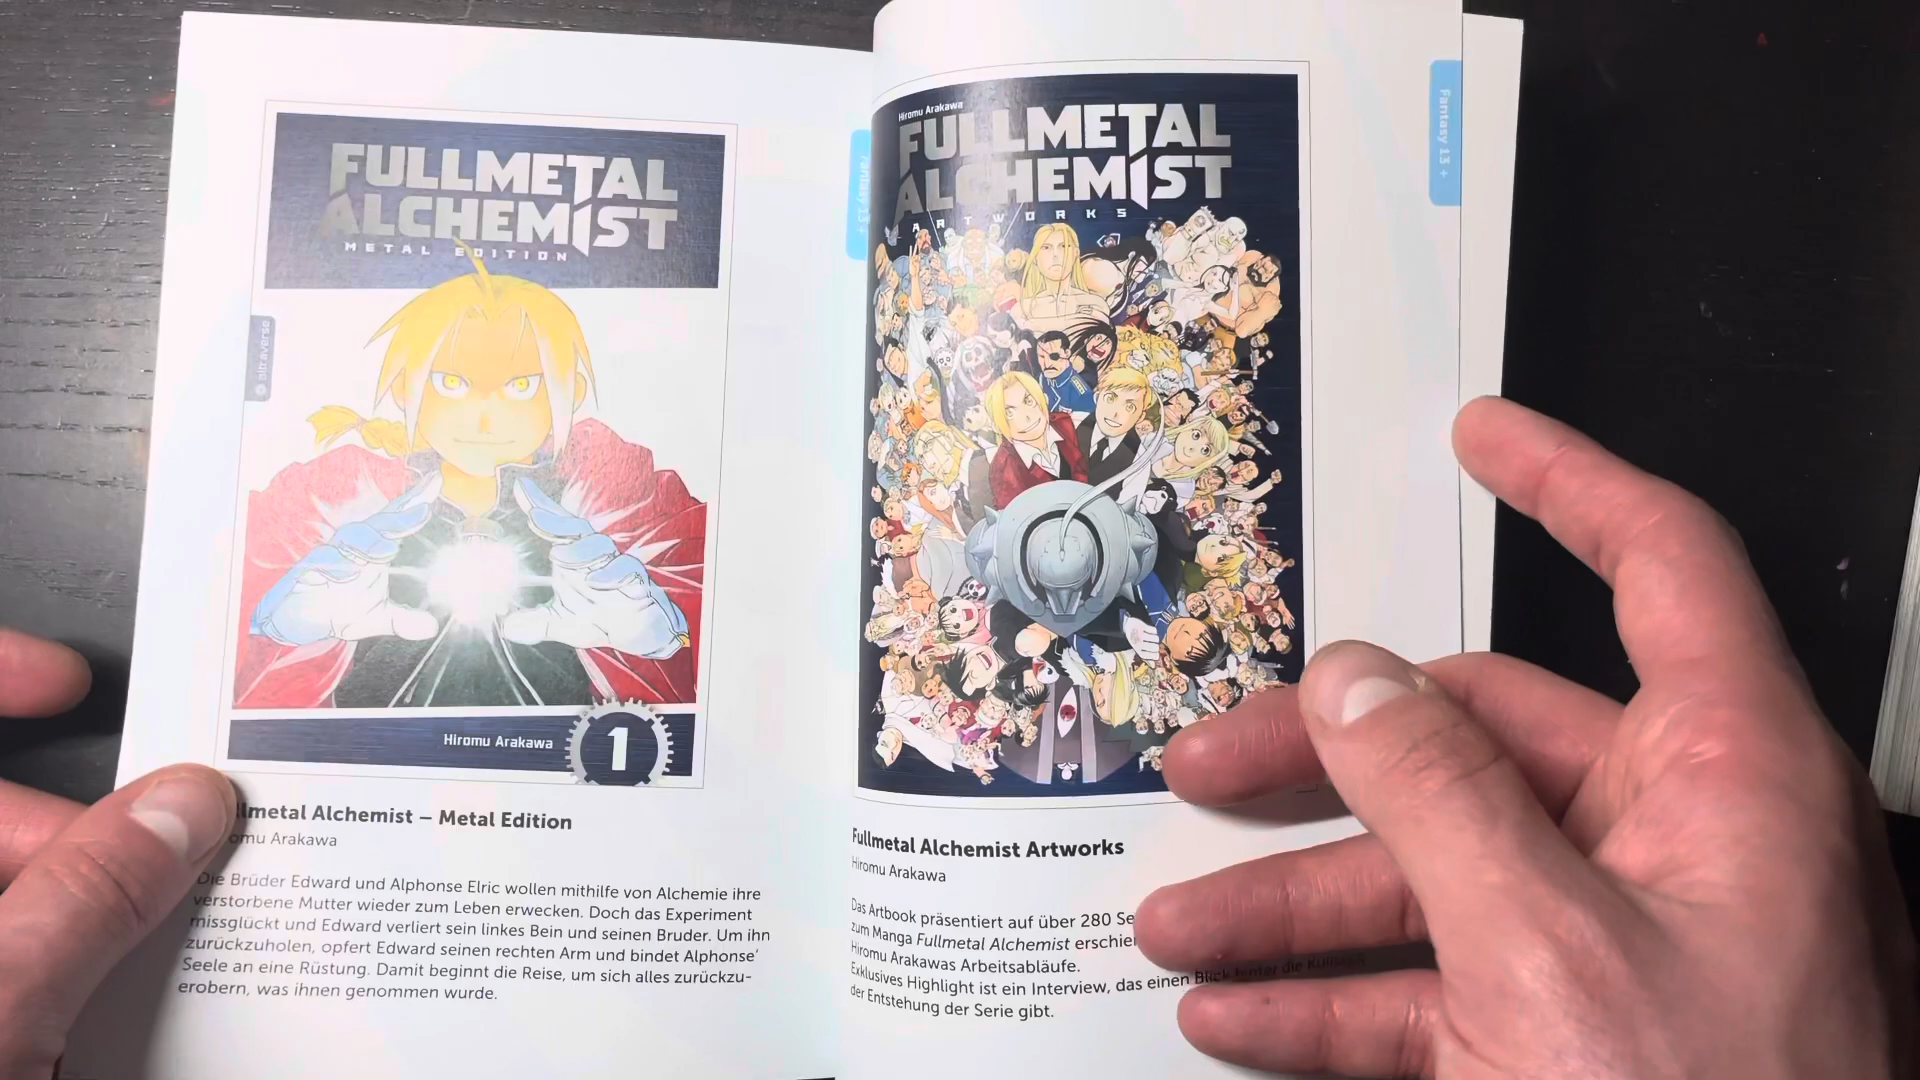 FULLMETAL
ALCHEMIST
METAL EDITION
altraverse
Hiromu Arakawa
1
Fantasy 13 +
llmetal Alchemist – Metal Edition
omu Arakawa
Die Brüder Edward und Alphonse Elric wollen mithilfe von Alchemie ihre
verstorbene Mutter wieder zum Leben erwecken. Doch das Experiment
missglückt und Edward verliert sein linkes Bein und seinen Bruder. Um ihn
zurückzuholen, opfert Edward seinen rechten Arm und bindet Alphonse’
Seele an eine Rüstung. Damit beginnt die Reise, um sich alles zurückzu-
erobern, was ihnen genommen wurde.
Hiromu Arakawa
FULLMETAL
ALCHEMIST
ARTWORKS
Fantasy 13 +
Fullmetal Alchemist Artworks
Hiromu Arakawa
Das Artbook präsentiert auf über 280 Se
zum Manga Fullmetal Alchemist erschie
Hiromu Arakawas Arbeitsabläufe.
Exklusives Highlight ist ein Interview, das einen Blick hinter die Kulissen
der Entstehung der Serie gibt.